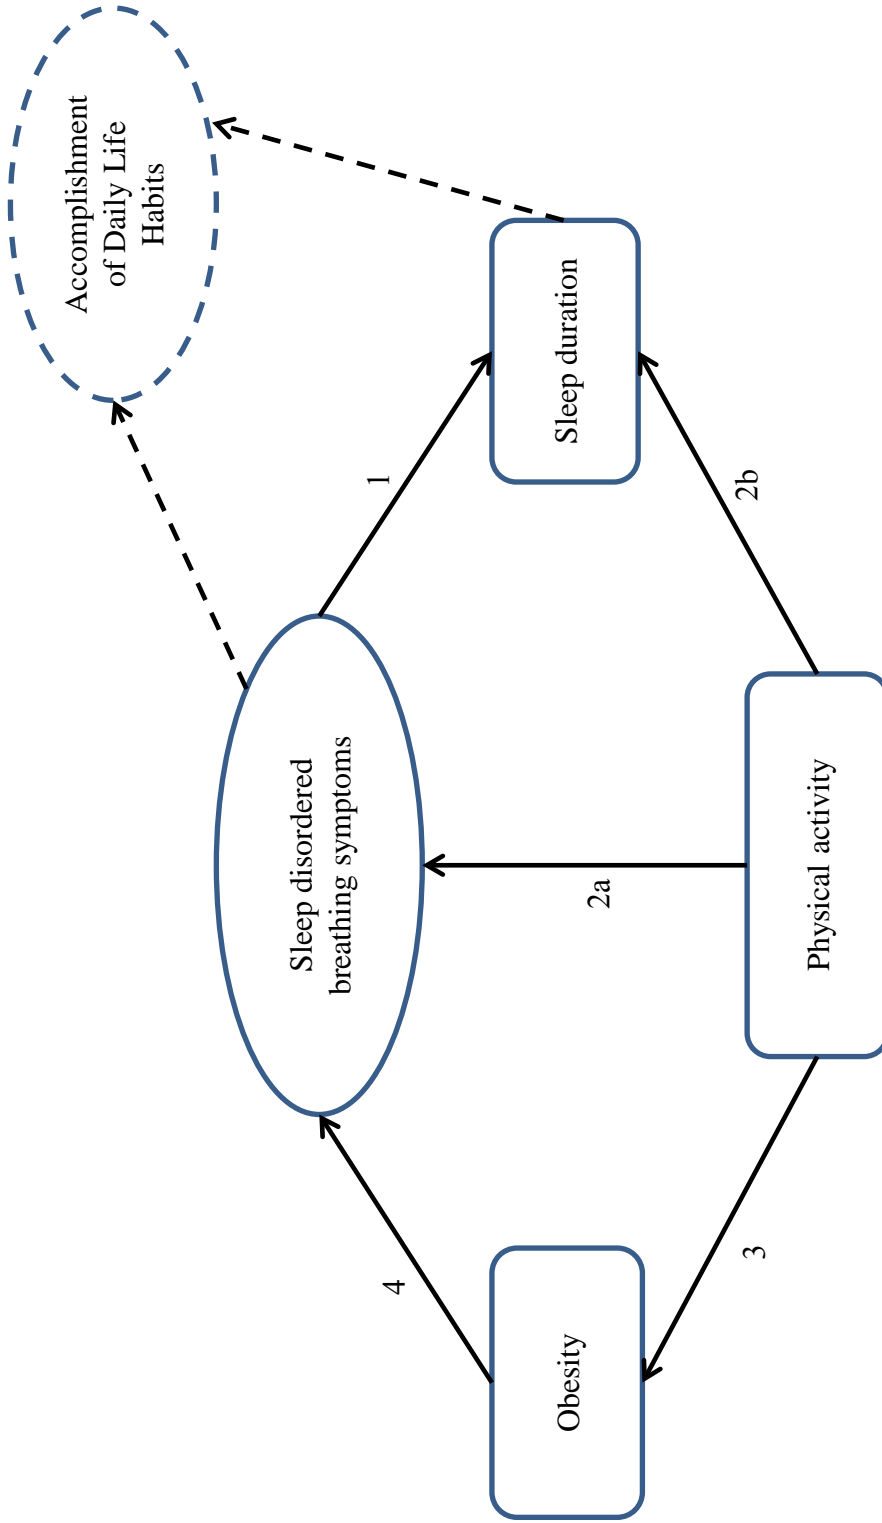 Accomplishment
of Daily Life
Habits
Sleep disordered
breathing symptoms
4
1
2a
Obesity
Sleep duration
3
2b
Physical activity